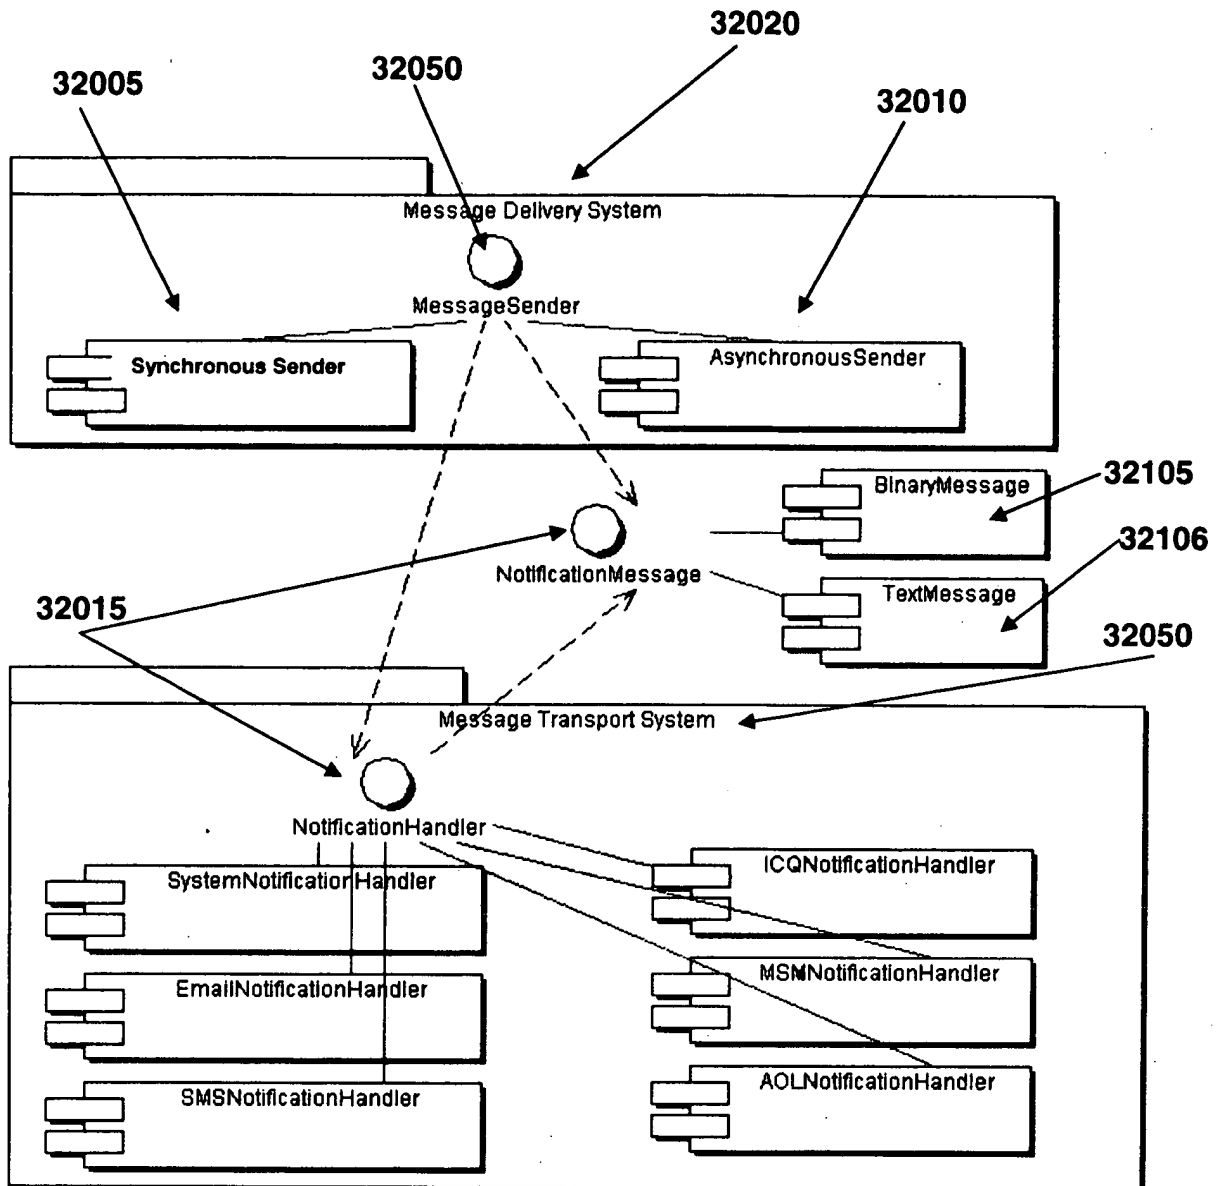 32020
32050
32005
32010
Message Delivery System
MessageSender
Synchronous Sender
AsynchronousSender
BinaryMessage
32105
32106
NotificationMessage
TextMessage
32015
32050
Message Transport System
NotificationHandler
SystemNotificationHandler
ICQNotificationHandler
EmailNotificationHandler
MSMNotificationHandler
SMSNotificationHandler
AOLNotificationHandler